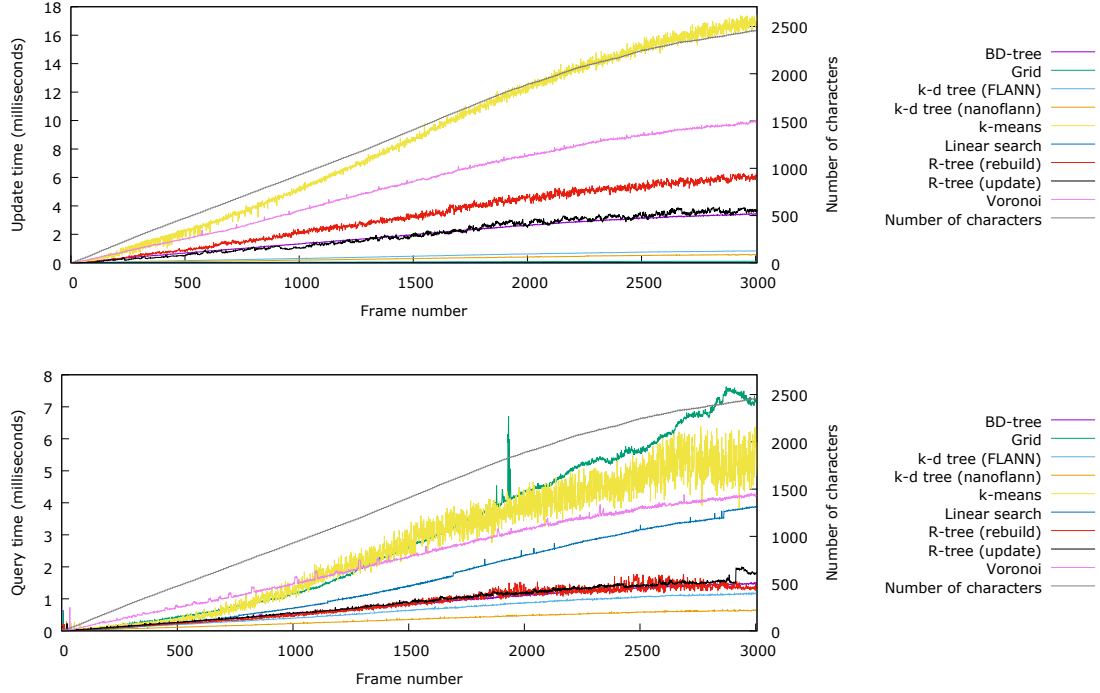 18
16
14
12
10
8
6
4
2
0
Update time (milliseconds)
0
500
1000
1500
2000
2500
3000
Frame number
2500
2000
1500
1000
500
0
Number of characters
BD-tree
Grid
k-d tree (FLANN)
k-d tree (nanoflann)
k-means
Linear search
R-tree (rebuild)
R-tree (update)
Voronoi
Number of characters
8
7
6
5
4
3
2
1
0
Query time (milliseconds)
0
500
1000
1500
2000
2500
3000
Frame number
2500
2000
1500
1000
500
0
Number of characters
BD-tree
Grid
k-d tree (FLANN)
k-d tree (nanoflann)
k-means
Linear search
R-tree (rebuild)
R-tree (update)
Voronoi
Number of characters